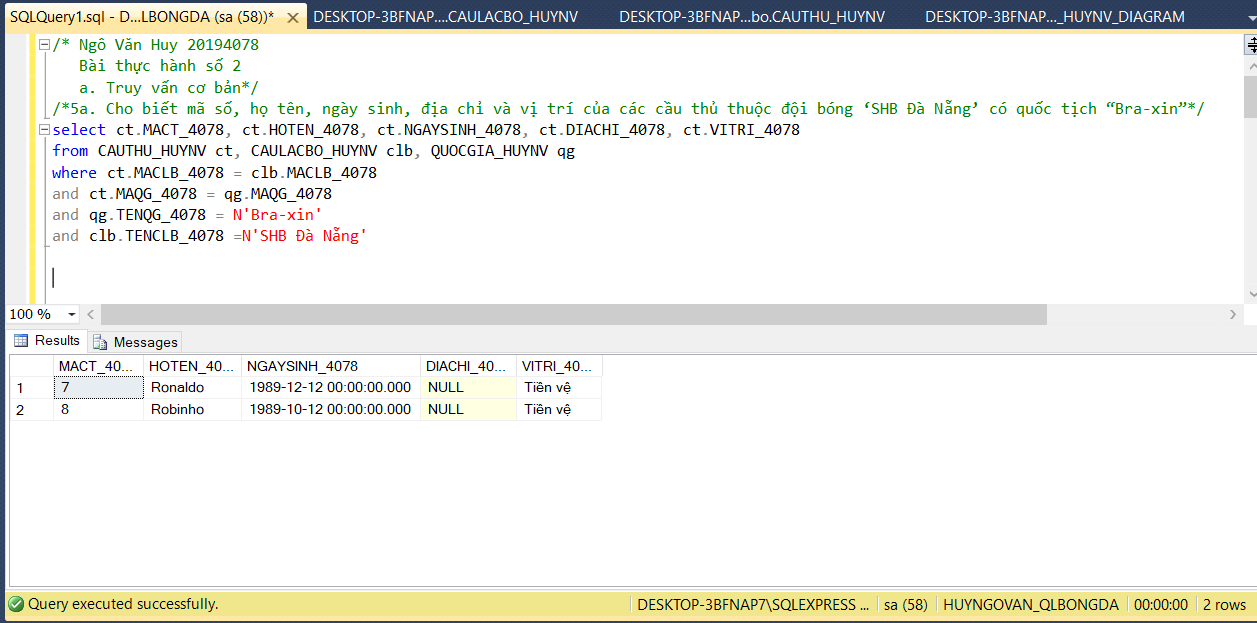 SQLQuery1.sql - D...LBONGDA (sa (58))* DESKTOP-3BFNAP....CAULACBO_HUYNV DESKTOP-3BFNAP...bo.CAUTHU_HUYNV DESKTOP-3BFNAP..._HUYNV_DIAGRAM
/* Ngô Văn Huy 20194078
Bài thực hành số 2
a. Truy vấn cơ bản*/
/*5a. Cho biết mã số, họ tên, ngày sinh, địa chỉ và vị trí của các cầu thủ thuộc đội bóng ‘SHB Đà Nẵng’ có quốc tịch “Bra-xin”*/
select ct.MACT_4078, ct.HOTEN_4078, ct.NGAYSINH_4078, ct.DIACHI_4078, ct.VITRI_4078
from CAUTHU_HUYNV ct, CAULACBO_HUYNV clb, QUOCGIA_HUYNV qg
where ct.MACLB_4078 = clb.MACLB_4078
and ct.MAQG_4078 = qg.MAQG_4078
and qg.TENQG_4078 = N'Bra-xin'
and clb.TENCLB_4078 =N'SHB Đà Nẵng'
100 %
Results Messages
MACT_40... HOTEN_40... NGAYSINH_4078 DIACHI_40... VITRI_40...
1 7 Ronaldo 1989-12-12 00:00:00.000 NULL Tiền vệ
2 8 Robinho 1989-10-12 00:00:00.000 NULL Tiền vệ
Query executed successfully. DESKTOP-3BFNAP7\SQLEXPRESS ... sa (58) HUYNGOVAN_QLBONGDA 00:00:00 2 rows